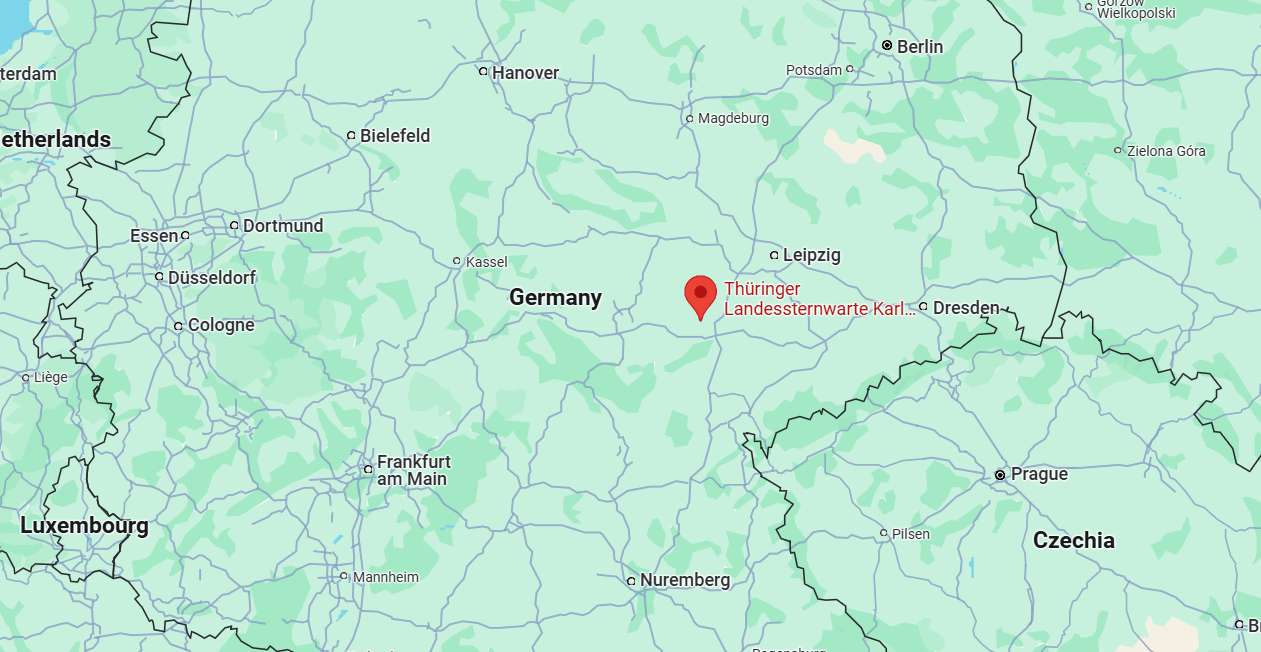 Gorzów
Wielkopolski
Berlin
Potsdam
Hanover
terdam
Magdeburg
Bielefeld
etherlands
Zielona Góra
Dortmund
Essen
Leipzig
Kassel
Düsseldorf
Germany
Thüringer
Landessternwarte Karl...
Dresden
Cologne
Liège
Frankfurt
am Main
Prague
Luxembourg
Pilsen
Czechia
Mannheim
Nuremberg
B